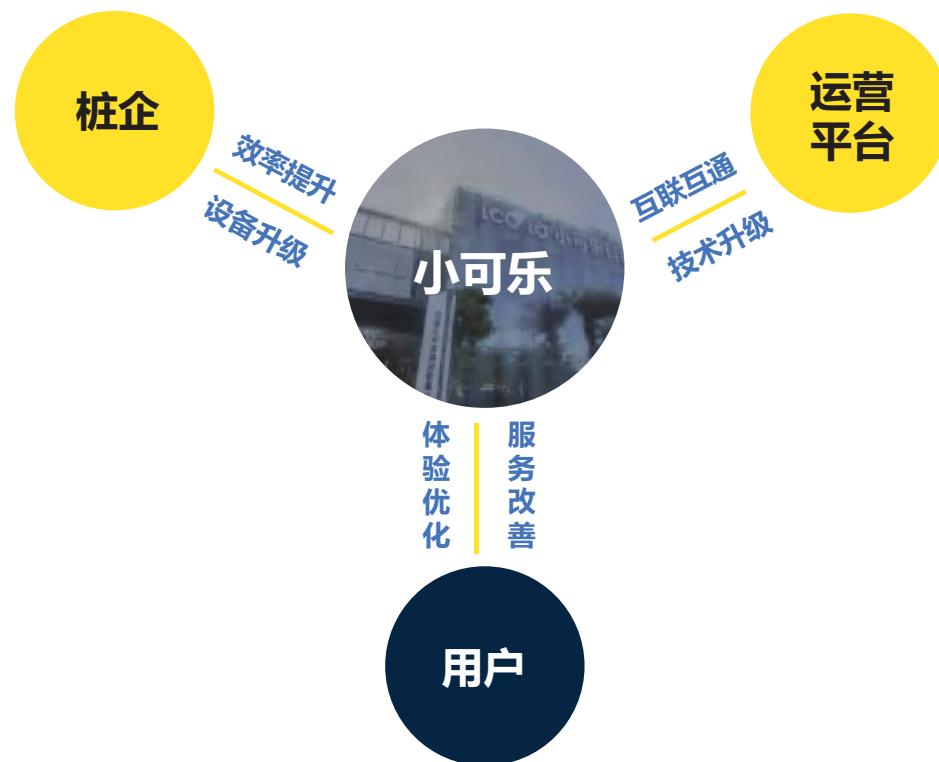 桩企
运营
平台
效率提升
设备升级
互联互通
技术升级
小可乐
体验优化
服务改善
用户